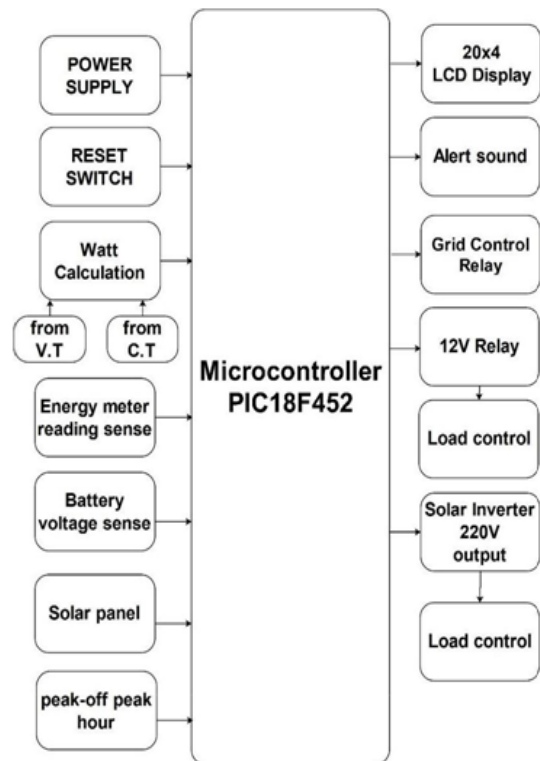 POWER
SUPPLY
RESET
SWITCH
Watt
Calculation
from
V.T
from
C.T
Energy meter
reading sense
Battery
voltage sense
Solar panel
peak-off peak
hour
Microcontroller
PIC18F452
20x4
LCD Display
Alert sound
Grid Control
Relay
12V Relay
Load control
Solar Inverter
220V
output
Load control